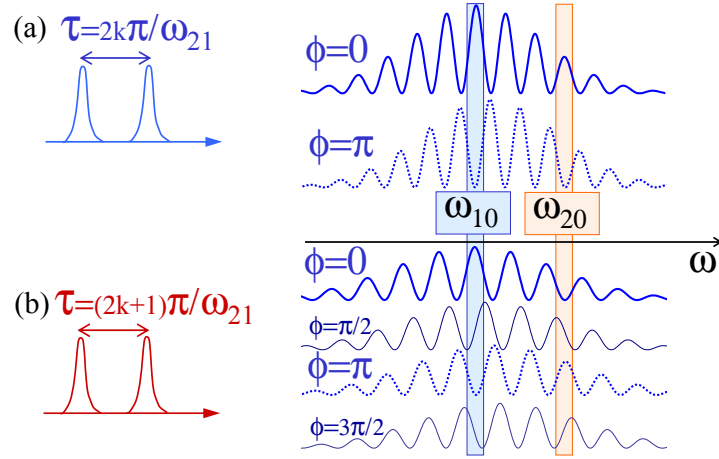 (a) τ=2kπ/ω₂₁
ϕ=0
ϕ=π
ω₁₀ ω₂₀
ω
(b) τ=(2k+1)π/ω₂₁
ϕ=0
ϕ=π/2
ϕ=π
ϕ=3π/2